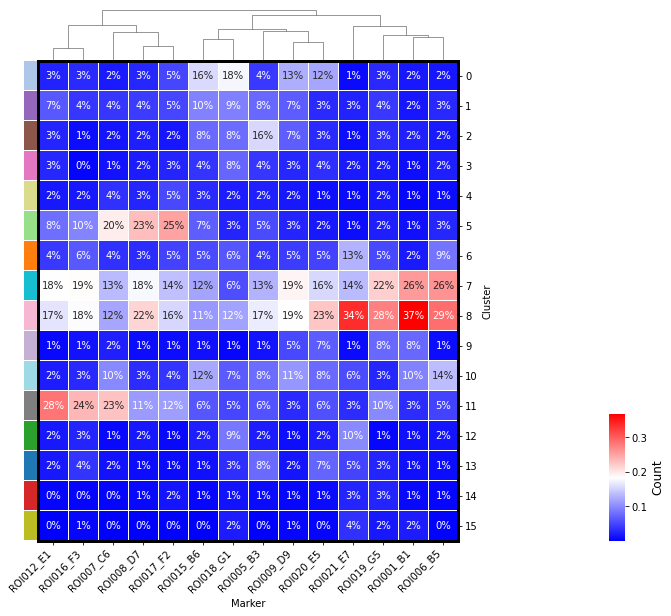 3% 3% 2% 3% 5% 16% 18% 4% 13% 12% 1% 3% 2% 2% 0
7% 4% 4% 4% 5% 10% 9% 8% 7% 3% 3% 4% 2% 3% 1
3% 1% 2% 2% 2% 8% 8% 16% 7% 3% 1% 3% 2% 2% 2
3% 0% 1% 2% 3% 4% 8% 4% 3% 4% 2% 2% 1% 2% 3
2% 2% 4% 3% 5% 3% 2% 2% 2% 1% 1% 2% 1% 1% 4
8% 10% 20% 23% 25% 7% 3% 5% 3% 2% 1% 2% 1% 3% 5
4% 6% 4% 3% 5% 5% 6% 4% 5% 5% 13% 5% 2% 9% 6
18% 19% 13% 18% 14% 12% 6% 13% 19% 16% 14% 22% 26% 26% 7
17% 18% 12% 22% 16% 11% 12% 17% 19% 23% 34% 28% 37% 29% 8
1% 1% 2% 1% 1% 1% 1% 1% 5% 7% 1% 8% 8% 1% 9
2% 3% 10% 3% 4% 12% 7% 8% 11% 8% 6% 3% 10% 14% 10
28% 24% 23% 11% 12% 6% 5% 6% 3% 6% 3% 10% 3% 5% 11
2% 3% 1% 2% 1% 2% 9% 2% 1% 2% 10% 1% 1% 2% 12
2% 4% 2% 1% 1% 1% 3% 8% 2% 7% 5% 3% 1% 1% 13
0% 0% 0% 1% 2% 1% 1% 1% 1% 1% 3% 3% 1% 1% 14
0% 1% 0% 0% 0% 0% 2% 0% 1% 0% 4% 2% 2% 0% 15
Cluster
ROI012_E1 ROI016_F3 ROI007_C6 ROI008_D7 ROI017_F2 ROI015_B6 ROI018_G1 ROI005_B3 ROI009_D9 ROI020_E5 ROI021_E7 ROI019_G5 ROI001_B1 ROI006_B5
Marker
0.3
0.2
0.1
Count